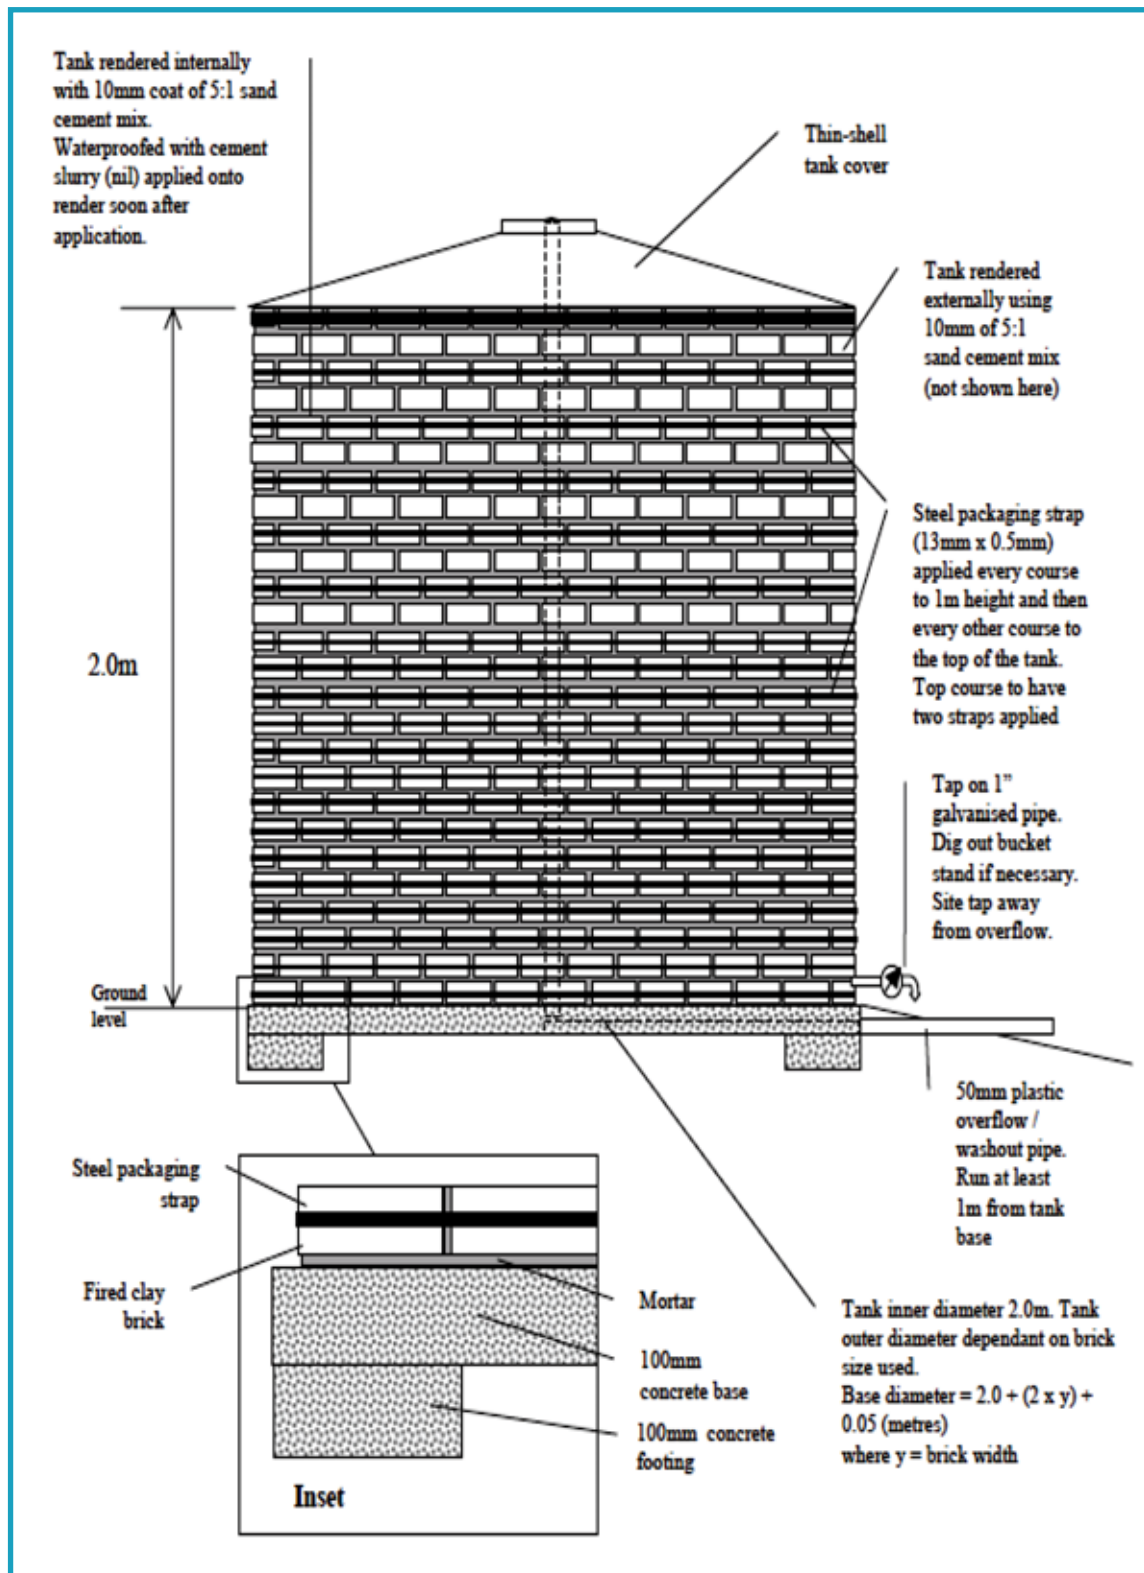 Tank rendered internally
with 10mm coat of 5:1 sand
cement mix.
Waterproofed with cement
slurry (nil) applied onto
render soon after
application.
Thin-shell
tank cover
Tank rendered
externally using
10mm of 5:1
sand cement mix
(not shown here)
Steel packaging strap
(13mm x 0.5mm)
applied every course
to 1m height and then
every other course to
the top of the tank.
Top course to have
two straps applied
2.0m
Tap on 1”
galvanised pipe.
Dig out bucket
stand if necessary.
Site tap away
from overflow.
Ground
level
50mm plastic
overflow /
washout pipe.
Run at least
1m from tank
base
Steel packaging
strap
Fired clay
brick
Mortar
100mm
concrete base
100mm concrete
footing
Inset
Tank inner diameter 2.0m. Tank
outer diameter dependant on brick
size used.
Base diameter = 2.0 + (2 x y) +
0.05 (metres)
where y = brick width